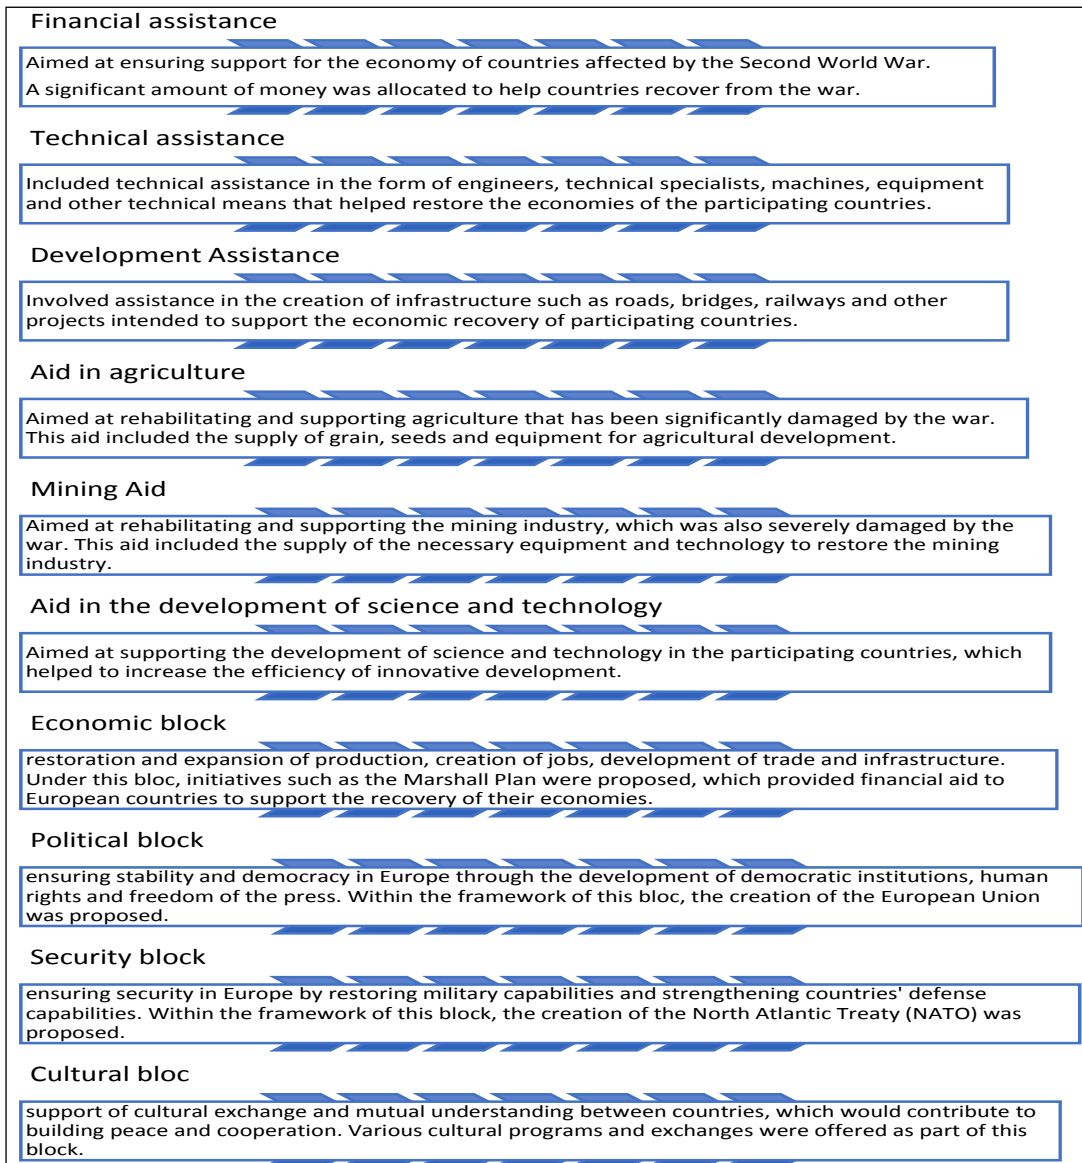 Financial assistance
Aimed at ensuring support for the economy of countries affected by the Second World War.
A significant amount of money was allocated to help countries recover from the war.
Technical assistance
Included technical assistance in the form of engineers, technical specialists, machines, equipment
and other technical means that helped restore the economies of the participating countries.
Development Assistance
Involved assistance in the creation of infrastructure such as roads, bridges, railways and other
projects intended to support the economic recovery of participating countries.
Aid in agriculture
Aimed at rehabilitating and supporting agriculture that has been significantly damaged by the war.
This aid included the supply of grain, seeds and equipment for agricultural development.
Mining Aid
Aimed at rehabilitating and supporting the mining industry, which was also severely damaged by the
war. This aid included the supply of the necessary equipment and technology to restore the mining
industry.
Aid in the development of science and technology
Aimed at supporting the development of science and technology in the participating countries, which
helped to increase the efficiency of innovative development.
Economic block
restoration and expansion of production, creation of jobs, development of trade and infrastructure.
Under this bloc, initiatives such as the Marshall Plan were proposed, which provided financial aid to
European countries to support the recovery of their economies.
Political block
ensuring stability and democracy in Europe through the development of democratic institutions, human
rights and freedom of the press. Within the framework of this bloc, the creation of the European Union
was proposed.
Security block
ensuring security in Europe by restoring military capabilities and strengthening countries' defense
capabilities. Within the framework of this block, the creation of the North Atlantic Treaty (NATO) was
proposed.
Cultural bloc
support of cultural exchange and mutual understanding between countries, which would contribute to
building peace and cooperation. Various cultural programs and exchanges were offered as part of this
block.